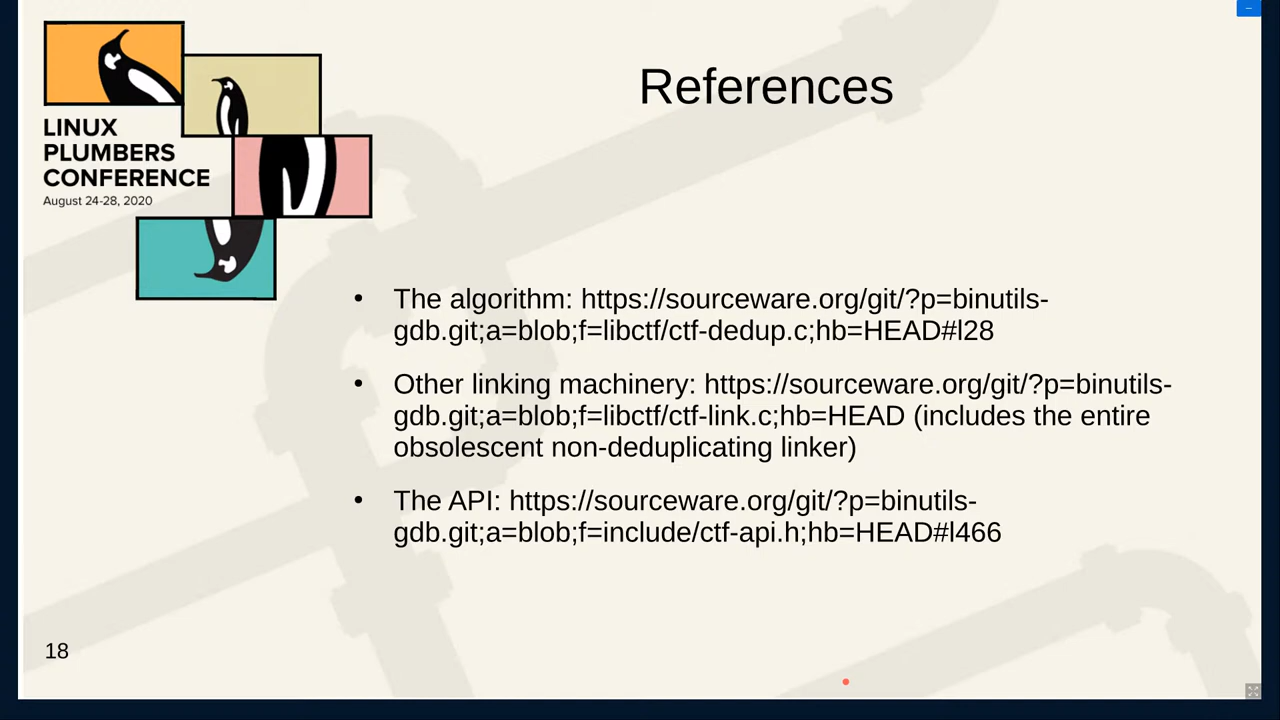 LINUX
PLUMBERS
CONFERENCE
August 24-28, 2020
References
• The algorithm: https://sourceware.org/git/?p=binutils-
gdb.git;a=blob;f=libctf/ctf-dedup.c;hb=HEAD#l28
• Other linking machinery: https://sourceware.org/git/?p=binutils-
gdb.git;a=blob;f=libctf/ctf-link.c;hb=HEAD (includes the entire
obsolescent non-deduplicating linker)
• The API: https://sourceware.org/git/?p=binutils-
gdb.git;a=blob;f=include/ctf-api.h;hb=HEAD#l466
18